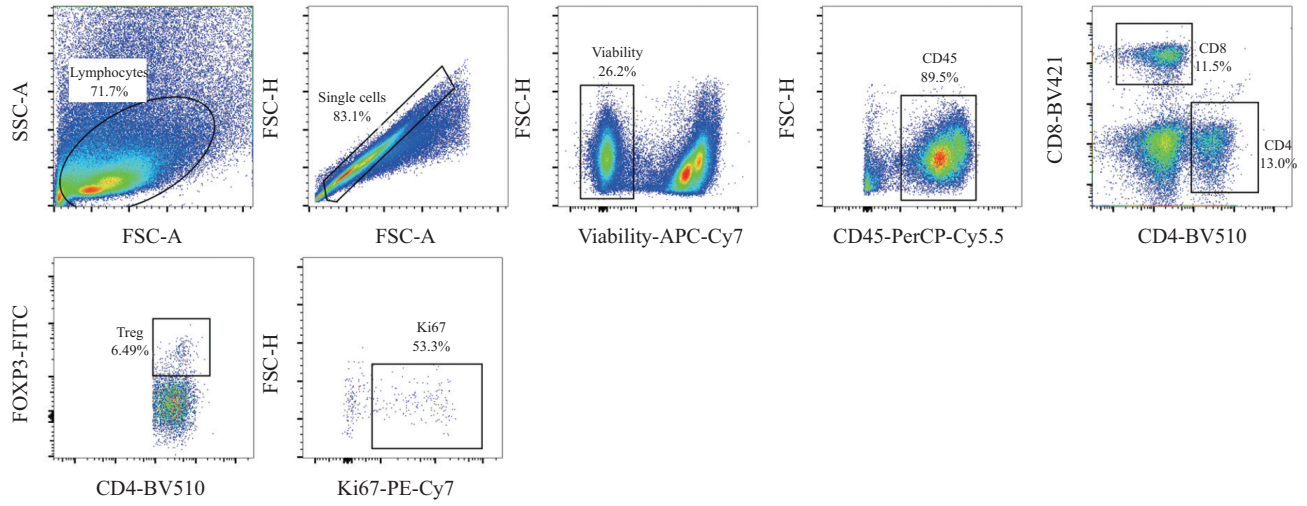 SSC-A
Lymphocytes
71.7%
FSC-A
FSC-H
Single cells
83.1%
FSC-A
FSC-H
Viability
26.2%
Viability-APC-Cy7
FSC-H
CD45
89.5%
CD45-PerCP-Cy5.5
CD8-BV421
CD8
11.5%
CD4
13.0%
CD4-BV510
FOXP3-FITC
Treg
6.49%
CD4-BV510
FSC-H
Ki67
53.3%
Ki67-PE-Cy7